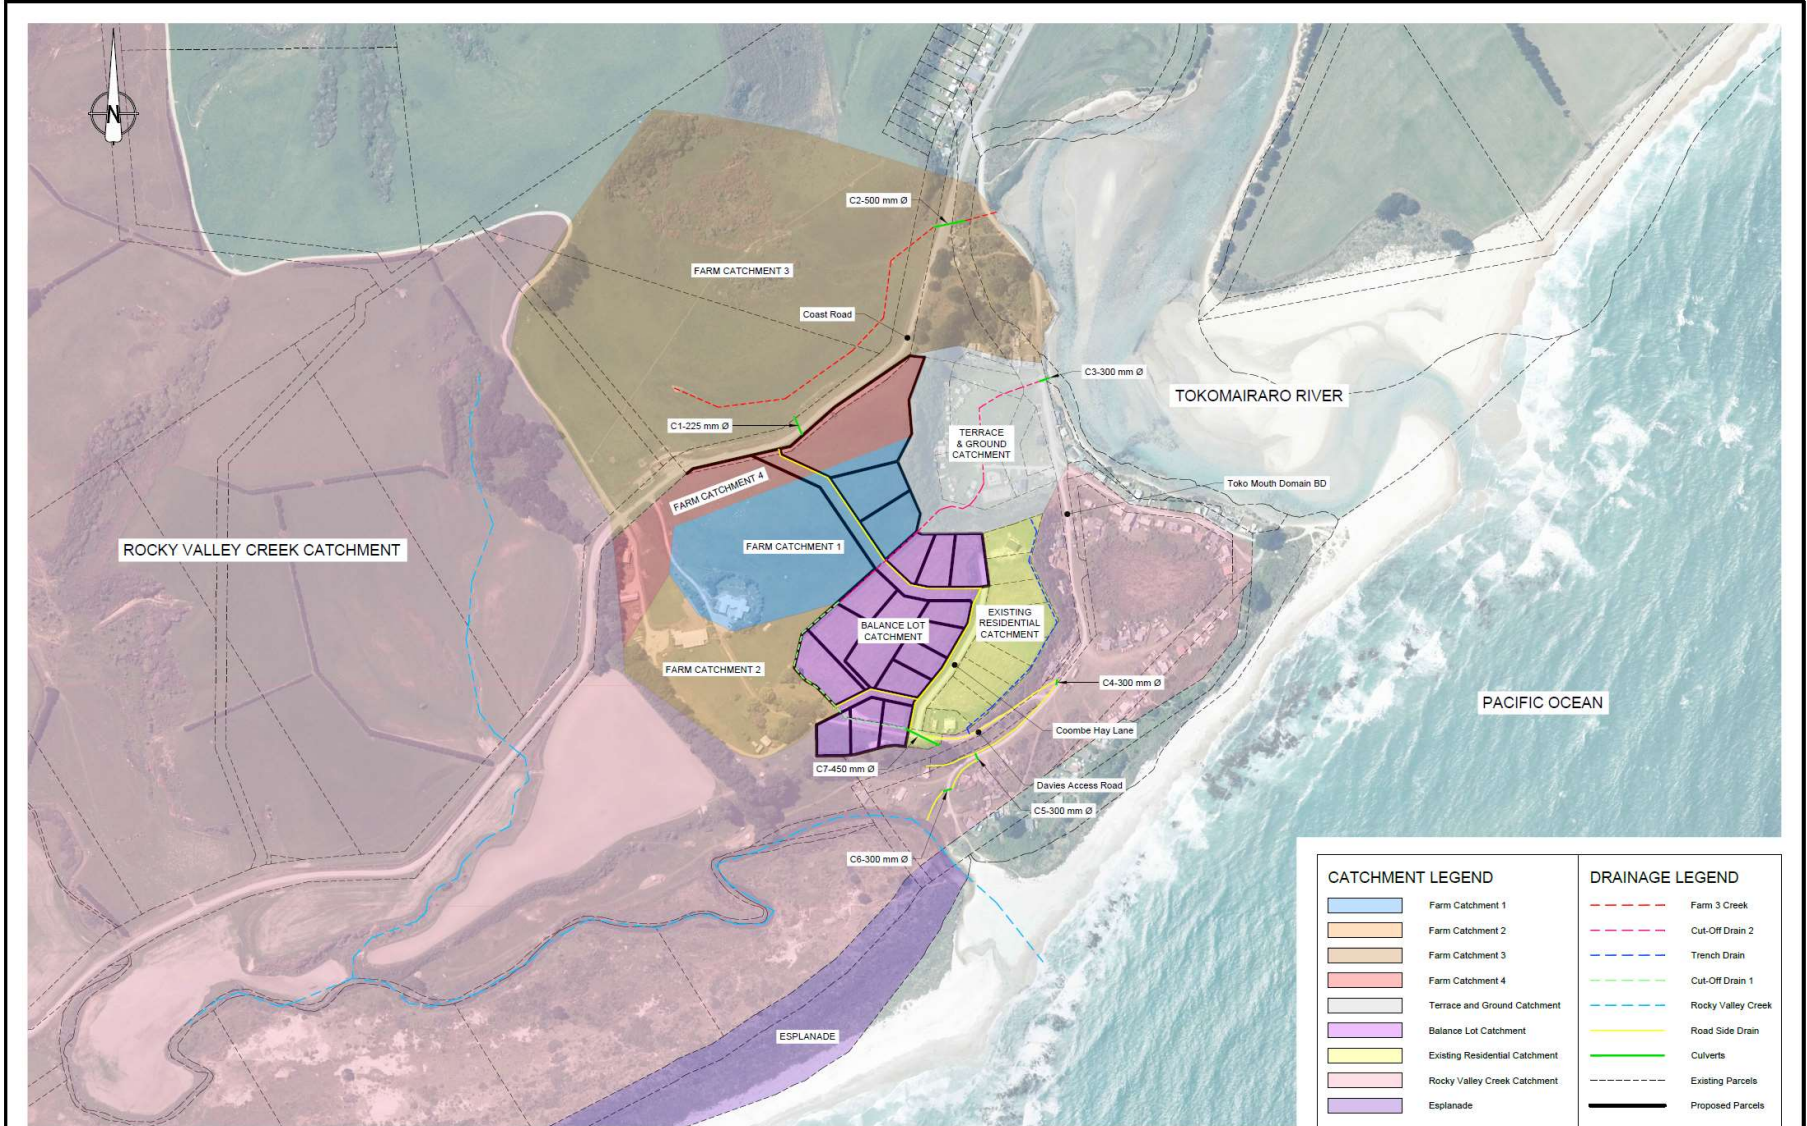 N
C2-500 mm Ø
FARM CATCHMENT 3
Coast Road
C3-300 mm Ø
TOKOMAIRARO RIVER
C1-225 mm Ø
TERRACE
& GROUND
CATCHMENT
FARM CATCHMENT 4
Toko Mouth Domain BD
ROCKY VALLEY CREEK CATCHMENT
FARM CATCHMENT 1
EXISTING
RESIDENTIAL
CATCHMENT
BALANCE LOT
CATCHMENT
FARM CATCHMENT 2
C4-300 mm Ø
PACIFIC OCEAN
Coombe Hay Lane
C7-450 mm Ø
Davies Access Road
C5-300 mm Ø
C6-300 mm Ø
ESPLANADE
CATCHMENT LEGEND
Farm Catchment 1
Farm Catchment 2
Farm Catchment 3
Farm Catchment 4
Terrace and Ground Catchment
Balance Lot Catchment
Existing Residential Catchment
Rocky Valley Creek Catchment
Esplanade
DRAINAGE LEGEND
Farm 3 Creek
Cut-Off Drain 2
Trench Drain
Cut-Off Drain 1
Rocky Valley Creek
Road Side Drain
Culverts
Existing Parcels
Proposed Parcels